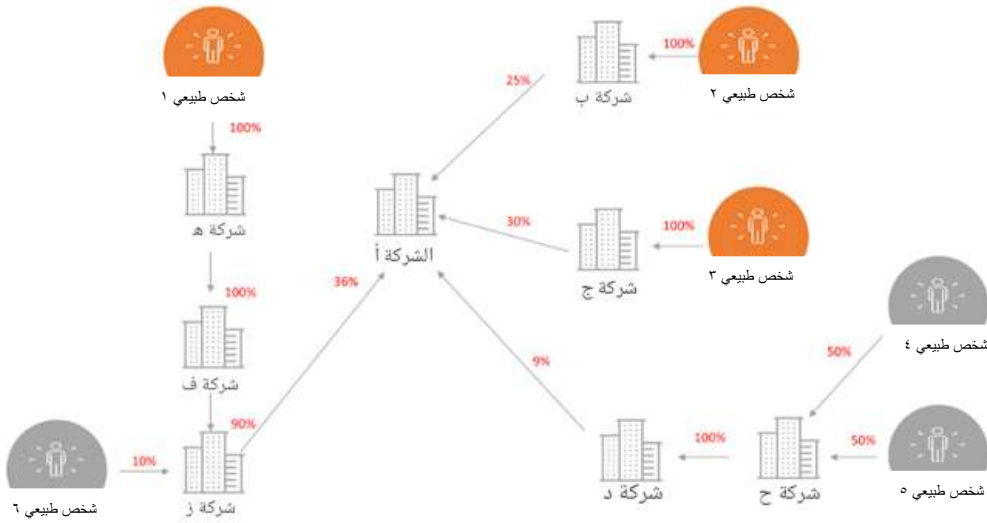 شخص طبيعي ١
100%
شركة ه
100%
شركة ف
90%
شركة ز
10%
شخص طبيعي ٦
36%
الشركة أ
25%
شركة ب
100%
شخص طبيعي ٢
30%
شركة ج
100%
شخص طبيعي ٣
9%
شركة د
100%
شركة ح
50%
شخص طبيعي ٤
50%
شخص طبيعي ٥